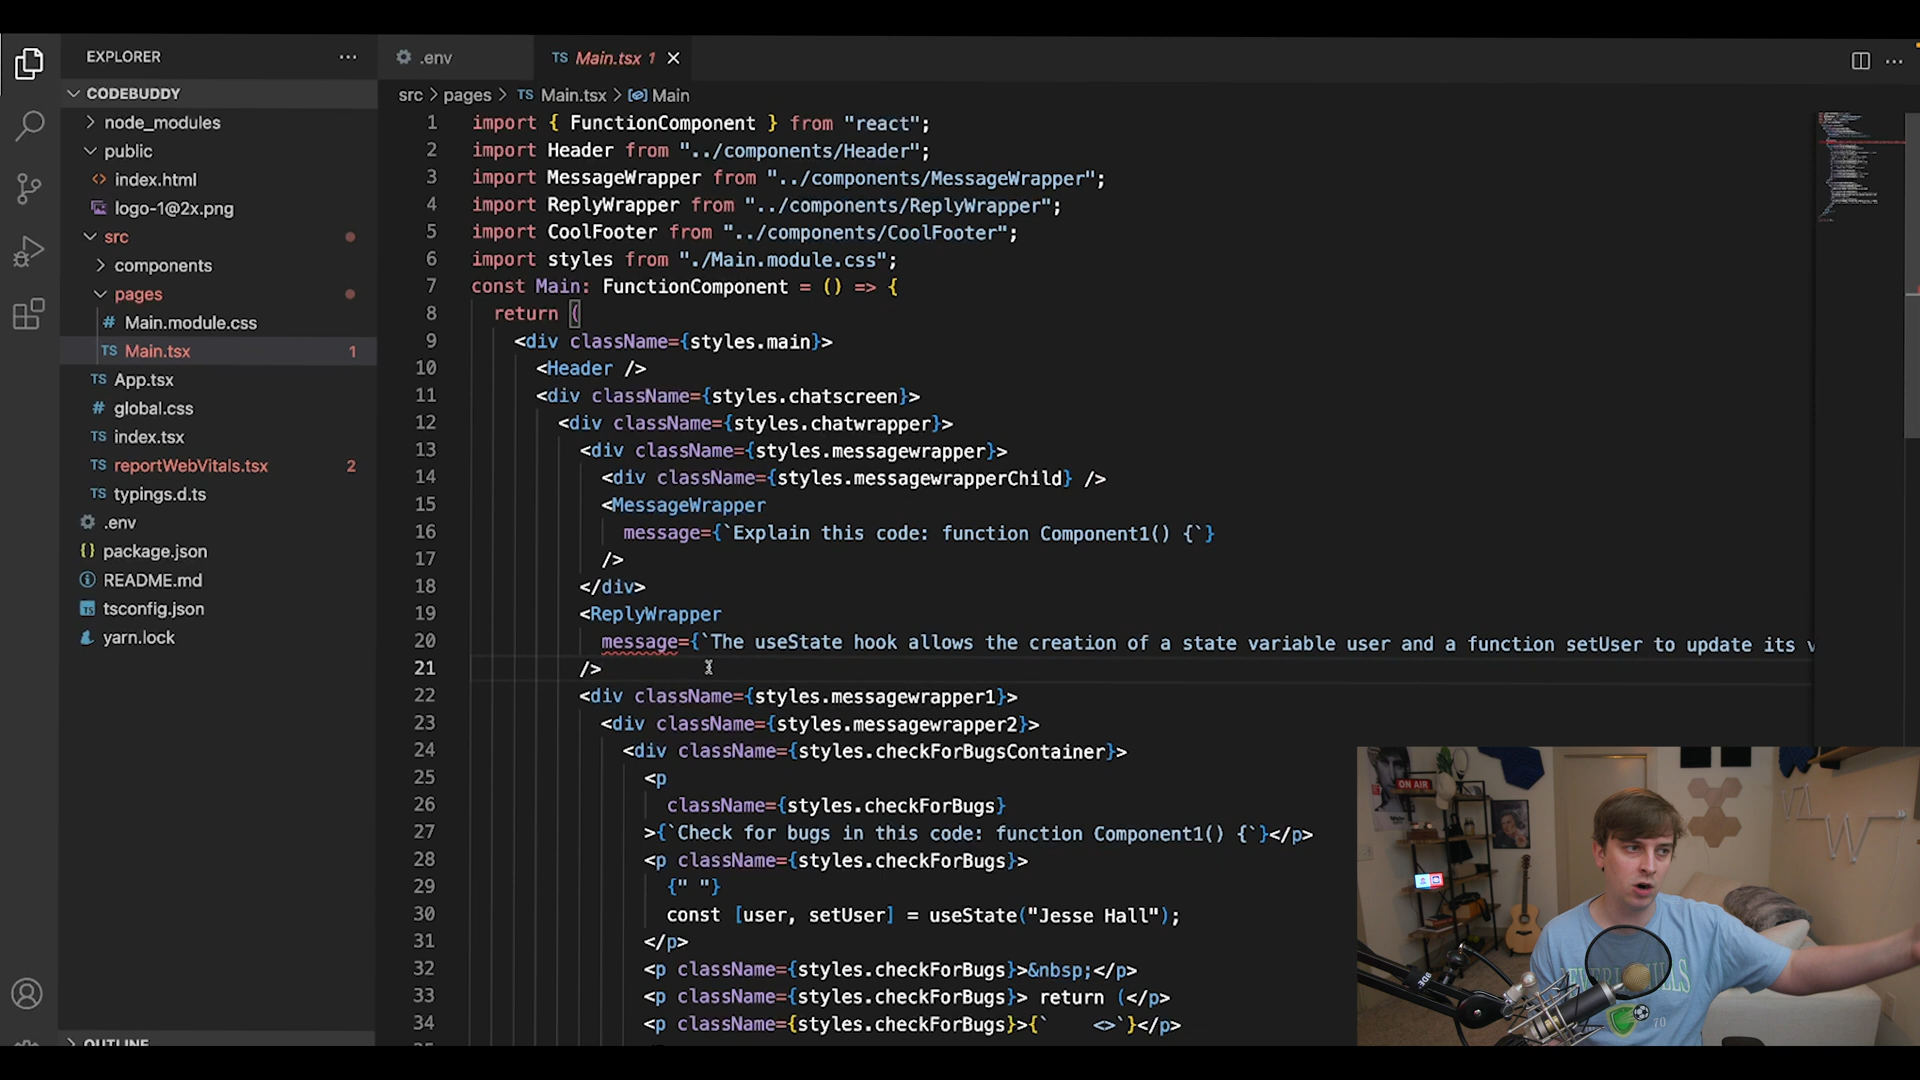 EXPLORER
CODEBUDDY
node_modules
public
index.html
logo-1@2x.png
src
components
pages
Main.module.css
TS Main.tsx 1
TS App.tsx
global.css
TS index.tsx
TS reportWebVitals.tsx 2
TS typings.d.ts
.env
package.json
README.md
tsconfig.json
yarn.lock
OUTLINE
.env
TS Main.tsx 1
src > pages > TS Main.tsx > Main
1 import { FunctionComponent } from "react";
2 import Header from "../components/Header";
3 import MessageWrapper from "../components/MessageWrapper";
4 import ReplyWrapper from "../components/ReplyWrapper";
5 import CoolFooter from "../components/CoolFooter";
6 import styles from "./Main.module.css";
7 const Main: FunctionComponent = () => {
8 return (
9 <div className={styles.main}>
10 <Header />
11 <div className={styles.chatscreen}>
12 <div className={styles.chatwrapper}>
13 <div className={styles.messagewrapper}>
14 <div className={styles.messagewrapperChild} />
15 <MessageWrapper
16 message={`Explain this code: function Component1() {`}
17 />
18 </div>
19 <ReplyWrapper
20 message={`The useState hook allows the creation of a state variable user and a function setUser to update its v
21 />
22 <div className={styles.messagewrapper1}>
23 <div className={styles.messagewrapper2}>
24 <div className={styles.checkForBugsContainer}>
25 <p
26 className={styles.checkForBugs}
27 >{`Check for bugs in this code: function Component1() {`}</p>
28 <p className={styles.checkForBugs}>
29 {" "}
30 const [user, setUser] = useState("Jesse Hall");
31 </p>
32 <p className={styles.checkForBugs}>&nbsp;</p>
33 <p className={styles.checkForBugs}> return (</p>
34 <p className={styles.checkForBugs}>{`    <>`}</p>
ON AIR
70